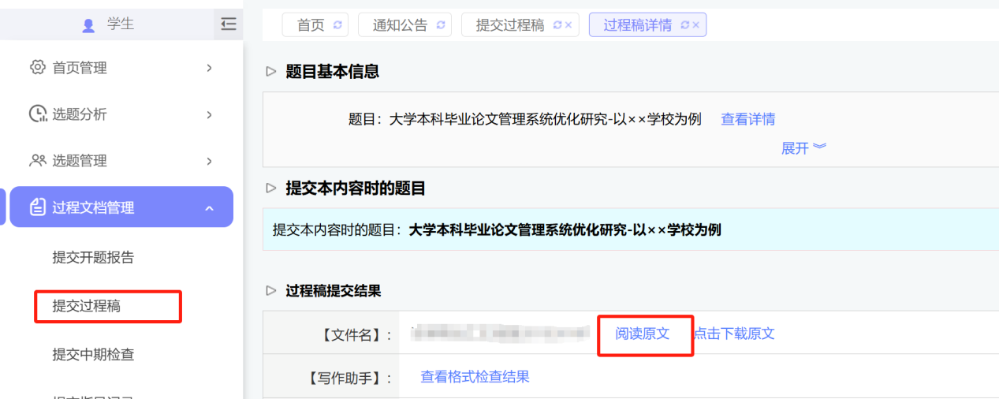 学生
首页
通知公告
提交过程稿
过程稿详情
首页管理
选题分析
选题管理
过程文档管理
提交开题报告
提交过程稿
提交中期检查
题目基本信息
题目：大学本科毕业论文管理系统优化研究-以××学校为例 查看详情
展开
提交本内容时的题目
提交本内容时的题目：大学本科毕业论文管理系统优化研究-以××学校为例
过程稿提交结果
【文件名】： 阅读原文 点击下载原文
【写作助手】： 查看格式检查结果